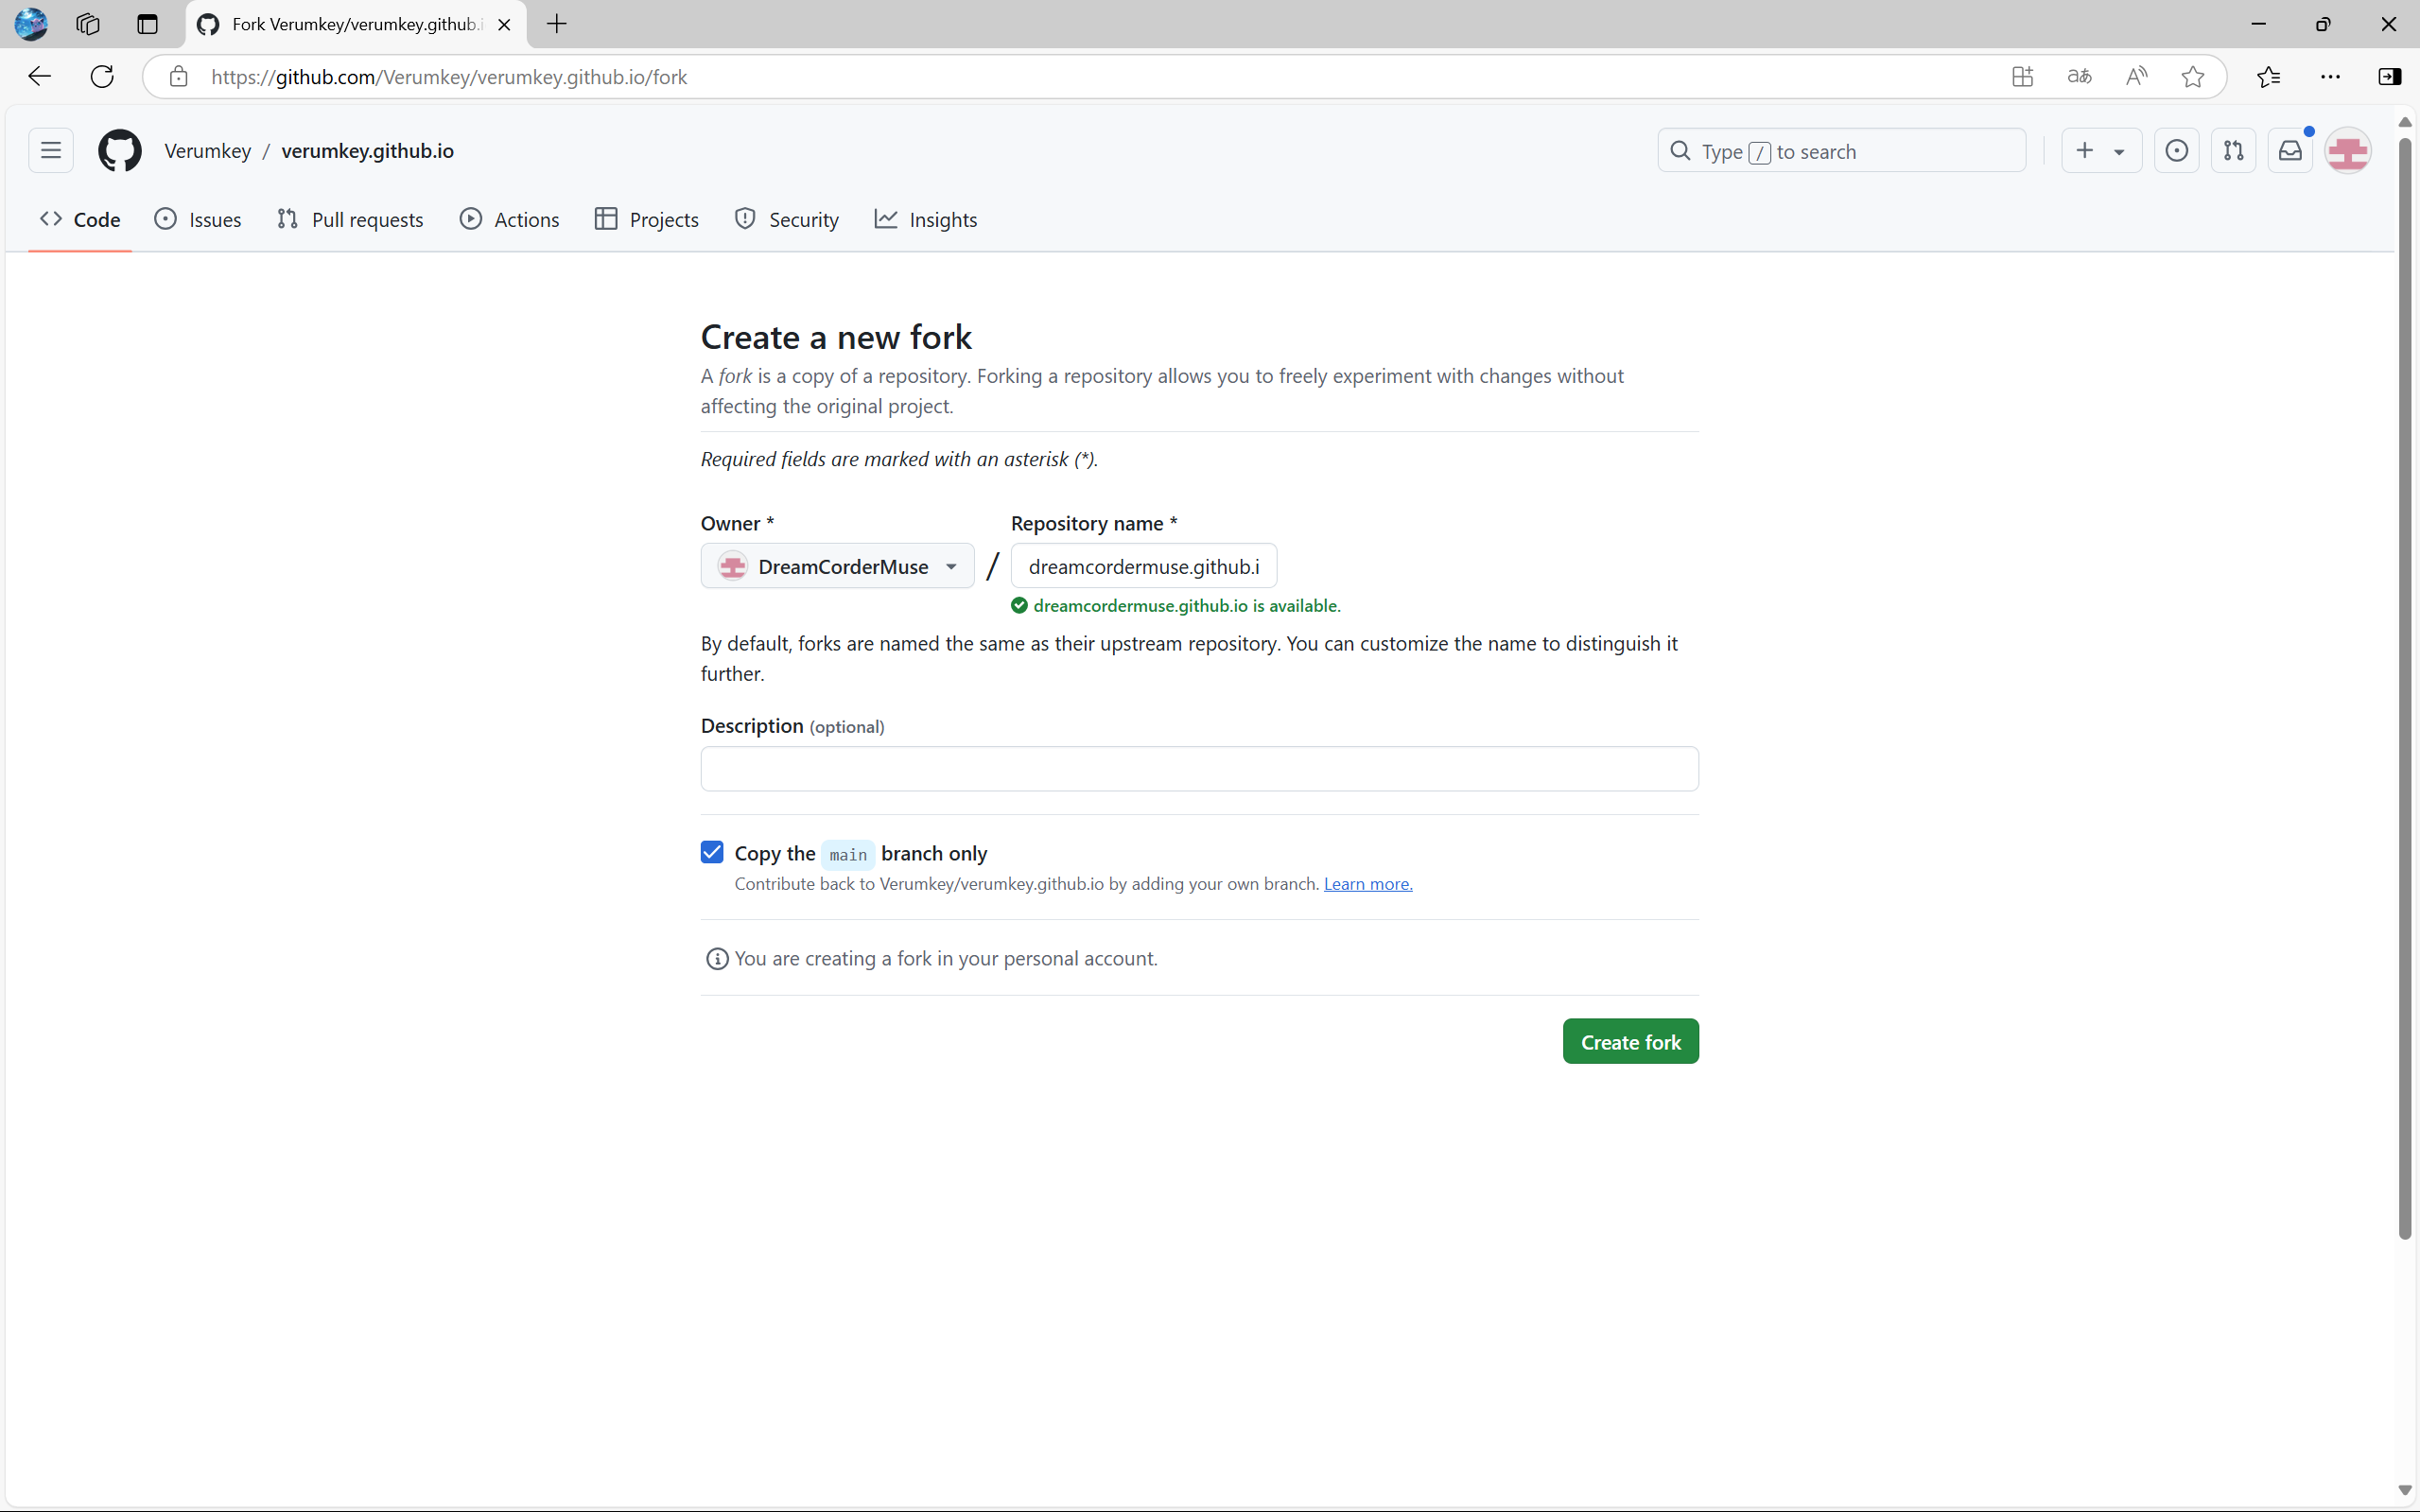 Fork Verumkey/verumkey.github.i
https://github.com/Verumkey/verumkey.github.io/fork
aあ
Verumkey / verumkey.github.io
Type / to search
Code Issues Pull requests Actions Projects Security Insights
Create a new fork
A fork is a copy of a repository. Forking a repository allows you to freely experiment with changes without
affecting the original project.
Required fields are marked with an asterisk (*).
Owner * Repository name *
DreamCorderMuse / dreamcordermuse.github.i
dreamcordermuse.github.io is available.
By default, forks are named the same as their upstream repository. You can customize the name to distinguish it
further.
Description (optional)
Copy the main branch only
Contribute back to Verumkey/verumkey.github.io by adding your own branch. Learn more.
You are creating a fork in your personal account.
Create fork